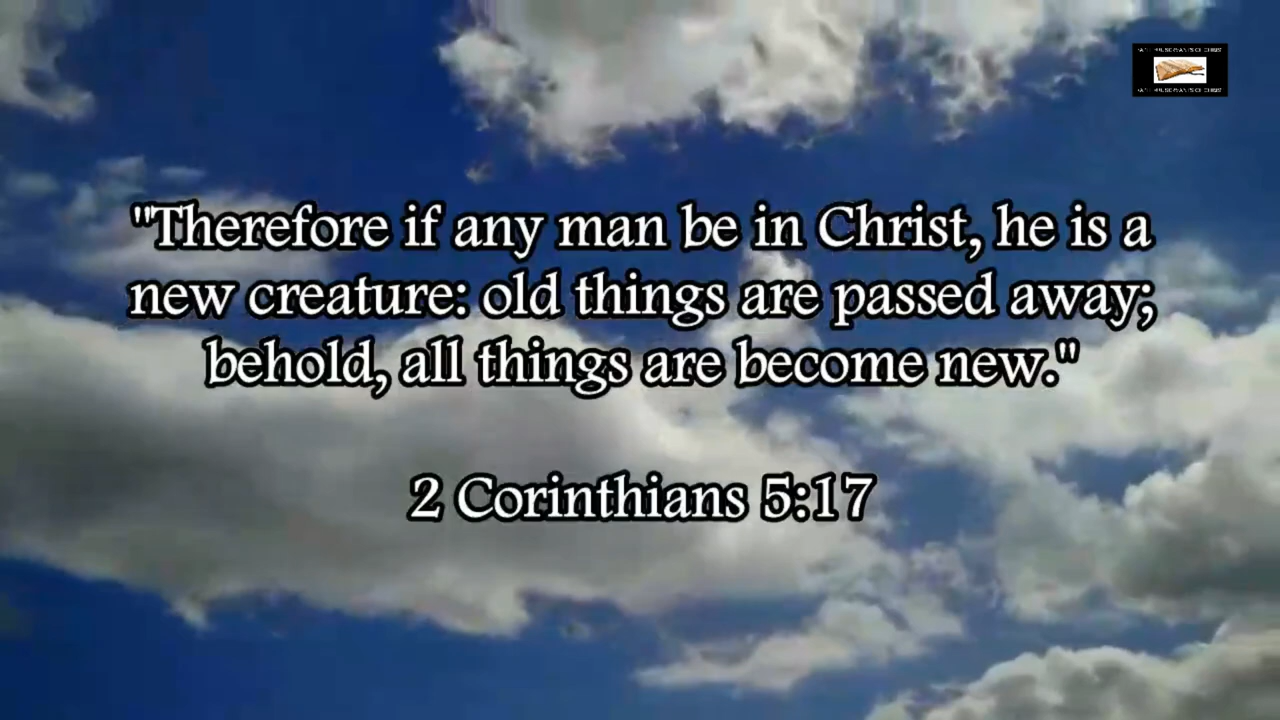 "Therefore if any man be in Christ, he is a
new creature: old things are passed away;
behold, all things are become new."
2 Corinthians 5:17